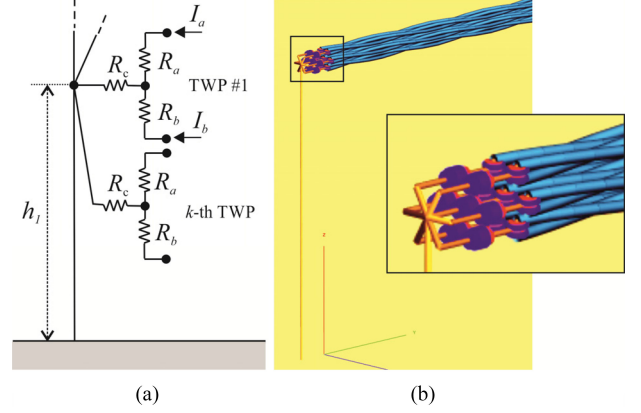 I_a
R_c
R_a
TWP #1
R_b
I_b
R_c
R_a
k-th TWP
R_b
h_1
z
(a)
(b)